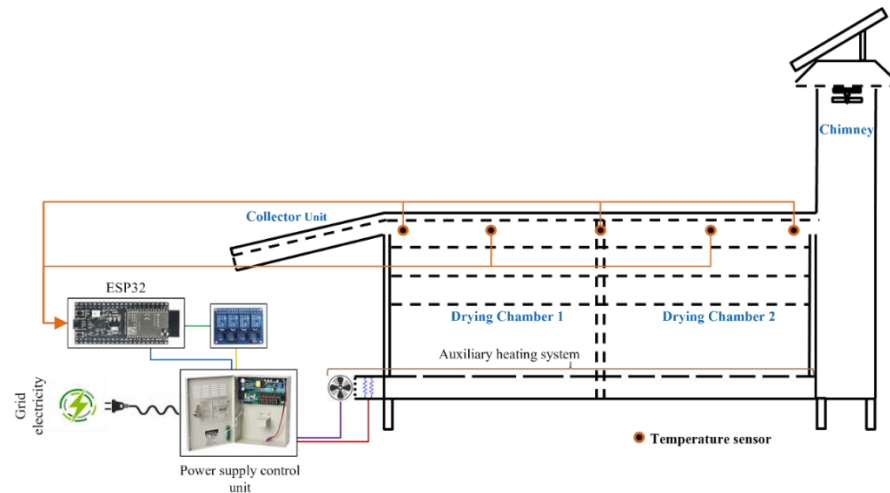 Chimney
Collector Unit
ESP32
Drying Chamber 1
Drying Chamber 2
Auxiliary heating system
Grid
electricity
Temperature sensor
Power supply control
unit